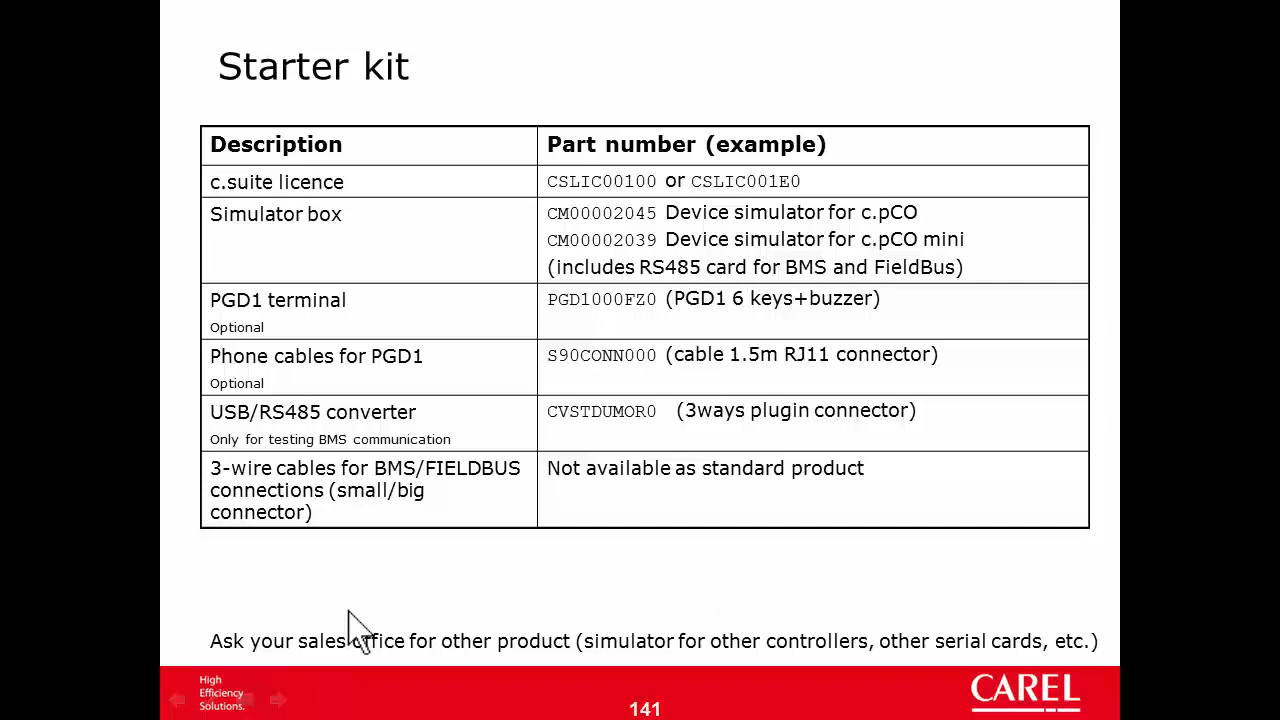 Starter kit
Description
Part number (example)
c.suite licence
CSLIC00100 or CSLIC001E0
Simulator box
CM00002045 Device simulator for c.pCO
CM00002039 Device simulator for c.pCO mini
(includes RS485 card for BMS and FieldBus)
PGD1 terminal
Optional
PGD1000FZ0 (PGD1 6 keys+buzzer)
Phone cables for PGD1
Optional
S90CONN000 (cable 1.5m RJ11 connector)
USB/RS485 converter
Only for testing BMS communication
CVSTDUMOR0 (3ways plugin connector)
3-wire cables for BMS/FIELDBUS
connections (small/big
connector)
Not available as standard product
Ask your sales office for other product (simulator for other controllers, other serial cards, etc.)
High
Efficiency
Solutions.
141
CAREL